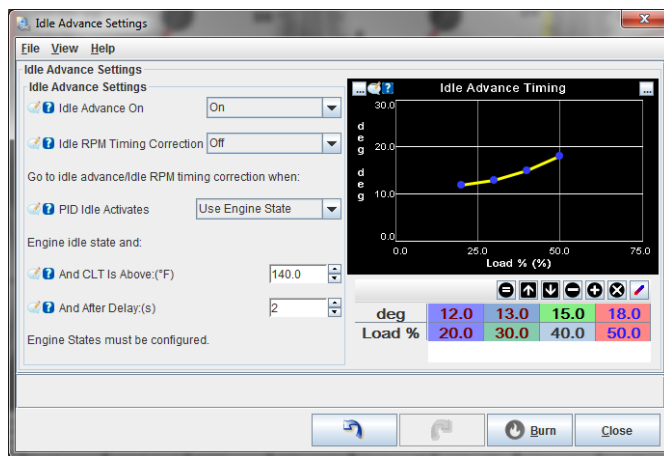 Idle Advance Settings
File View Help
Idle Advance Settings
Idle Advance Settings
Idle Advance On On
Idle RPM Timing Correction Off
Go to idle advance/Idle RPM timing correction when:
PID Idle Activates Use Engine State
Engine idle state and:
And CLT Is Above:(°F) 140.0
And After Delay:(s) 2
Engine States must be configured.
... Idle Advance Timing ...
30.0
20.0
10.0
0.0
deg deg
0.0 25.0 50.0 75.0
Load % (%)
deg 12.0 13.0 15.0 18.0
Load % 20.0 30.0 40.0 50.0
Burn Close